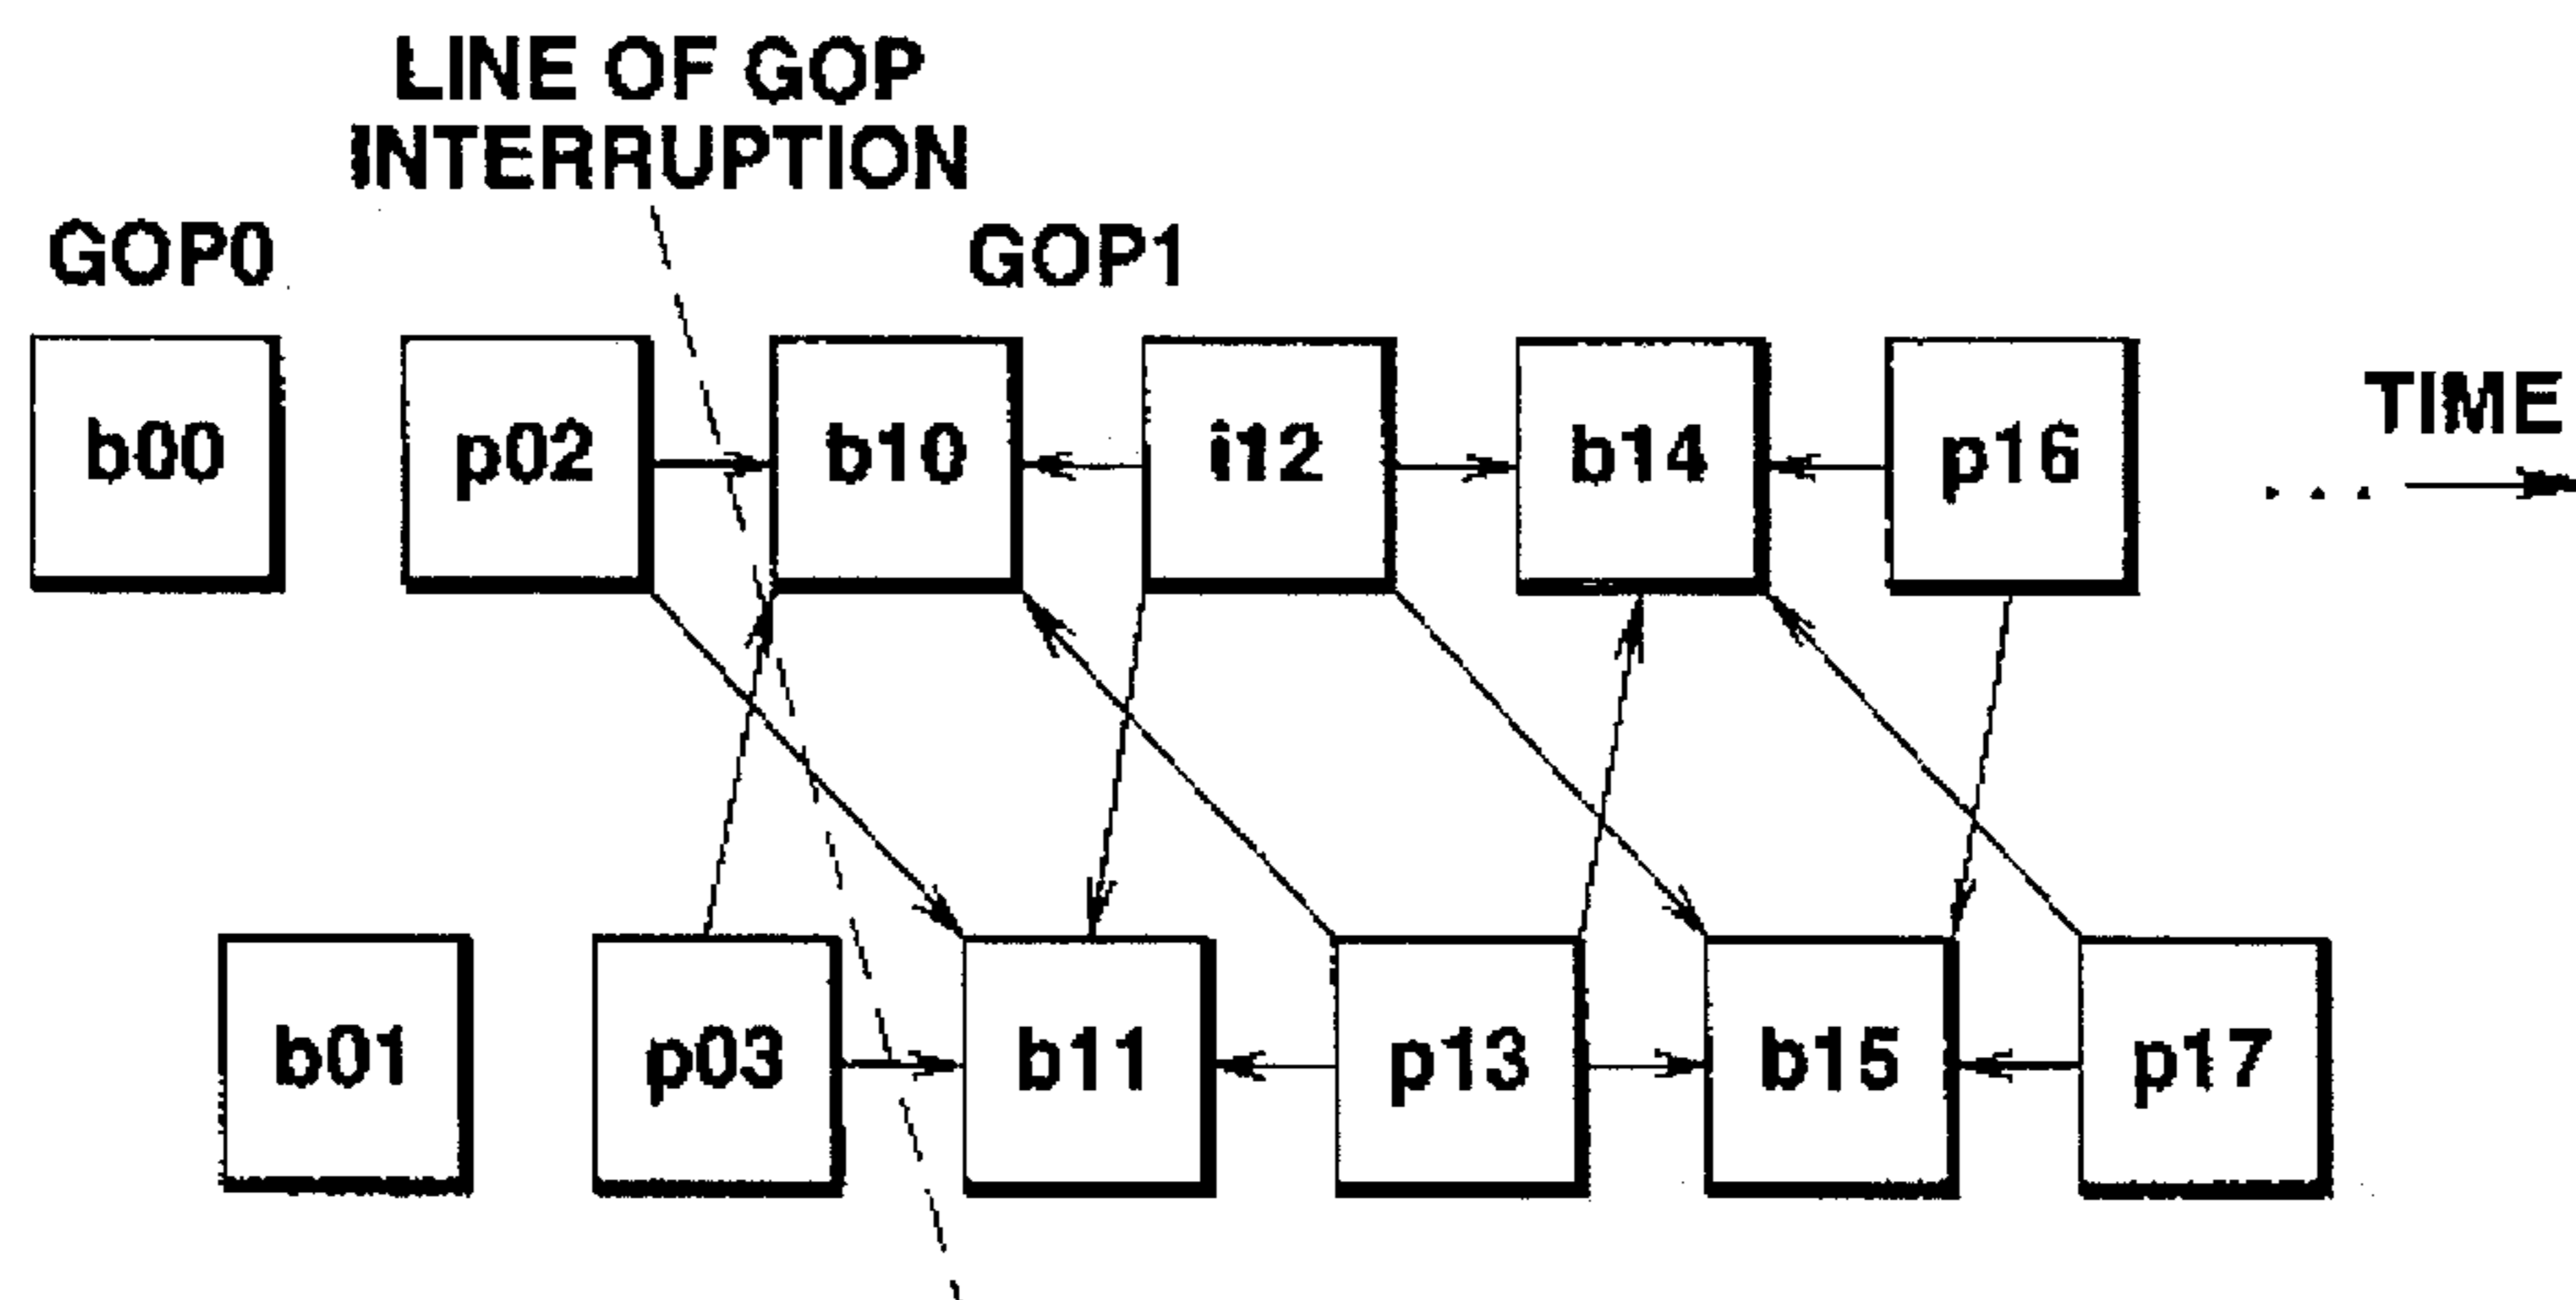 LINE OF GOP
INTERRUPTION
GOP0
GOP1
b00
p02
b10
i12
b14
p16
TIME
...
b01
p03
b11
p13
b15
p17